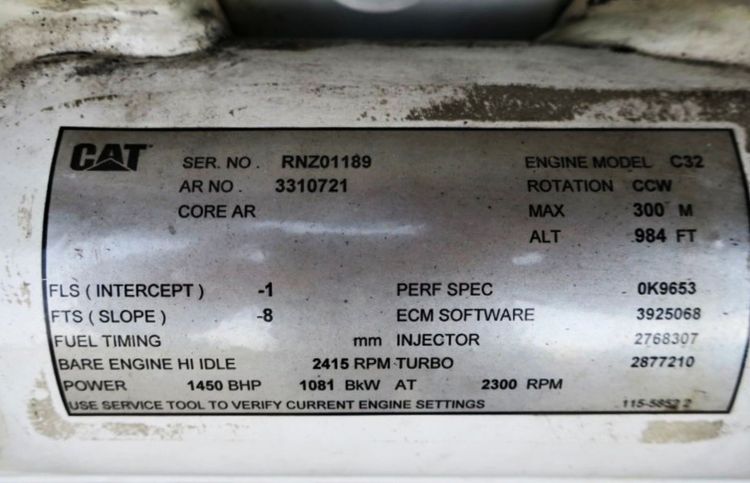 CAT SER. NO. RNZ01189 ENGINE MODEL C32
AR NO. 3310721 ROTATION CCW
CORE AR MAX 300 M
ALT 984 FT
FLS ( INTERCEPT ) -1 PERF SPEC 0K9653
FTS ( SLOPE ) -8 ECM SOFTWARE 3925068
FUEL TIMING mm INJECTOR 2768307
BARE ENGINE HI IDLE 2415 RPM TURBO 2877210
POWER 1450 BHP 1081 BkW AT 2300 RPM
USE SERVICE TOOL TO VERIFY CURRENT ENGINE SETTINGS 115-5852 2